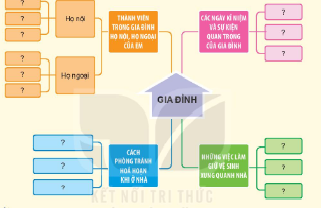 ?
?
?
Họ nội
THÀNH VIÊN
TRONG GIA ĐÌNH
HỌ NỘI, HỌ NGOẠI
CỦA EM
?
?
?
Họ ngoại
CÁC NGÀY KỈ NIỆM
VÀ SỰ KIỆN
QUAN TRỌNG
CỦA GIA ĐÌNH
?
?
?
GIA ĐÌNH
?
?
?
CÁCH
PHÒNG TRÁNH
HOẢ HOẠN
KHI Ở NHÀ
NHỮNG VIỆC LÀM
GIỮ VỆ SINH
XUNG QUANH NHÀ
?
?
?
KẾT NỐI TRI THỨC